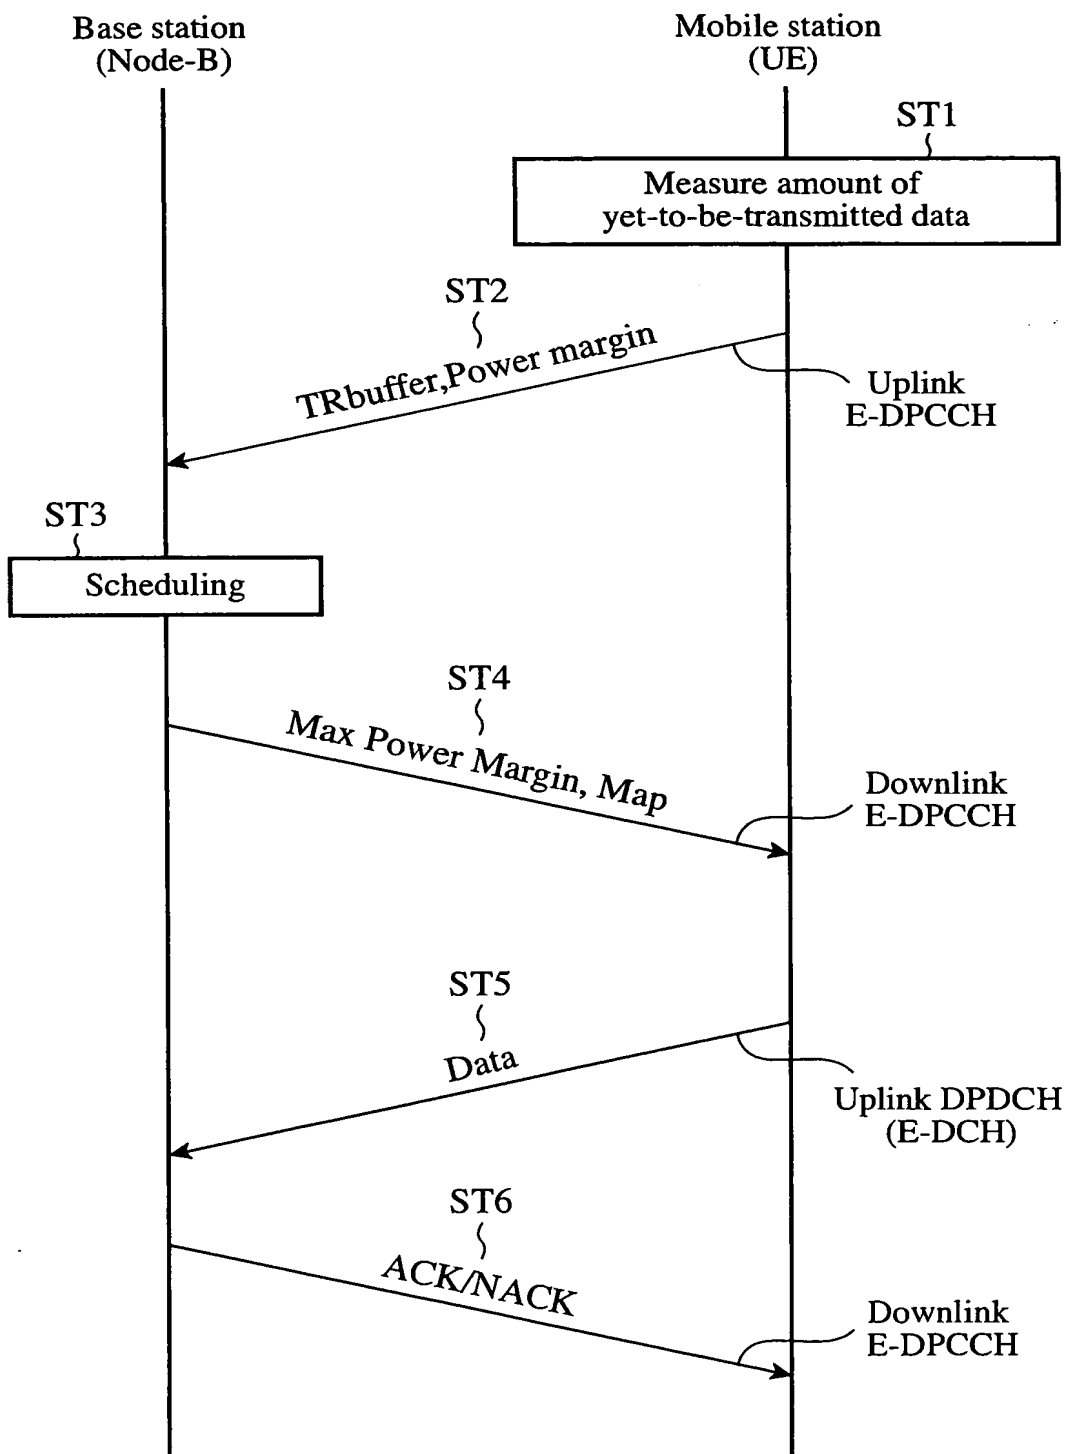 Base station
(Node-B)
Mobile station
(UE)
ST1
Measure amount of
yet-to-be-transmitted data
ST2
TRbuffer,Power margin
Uplink
E-DPCCH
ST3
Scheduling
ST4
Max Power Margin, Map
Downlink
E-DPCCH
ST5
Data
Uplink DPDCH
(E-DCH)
ST6
ACK/NACK
Downlink
E-DPCCH